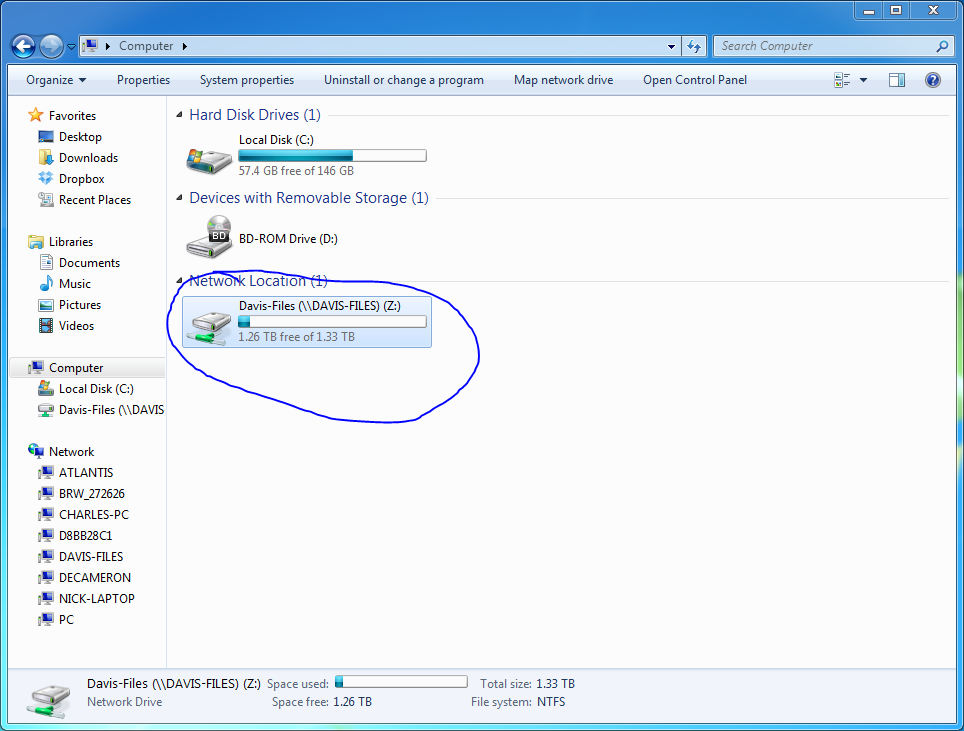 Computer
Search Computer
Organize Properties System properties Uninstall or change a program Map network drive Open Control Panel
Favorites
Desktop
Downloads
Dropbox
Recent Places
Libraries
Documents
Music
Pictures
Videos
Computer
Local Disk (C:)
Davis-Files (\\DAVIS
Network
ATLANTIS
BRW_272626
CHARLES-PC
D8BB28C1
DAVIS-FILES
DECAMERON
NICK-LAPTOP
PC
Hard Disk Drives (1)
Local Disk (C:)
57.4 GB free of 146 GB
Devices with Removable Storage (1)
BD
BD-ROM Drive (D:)
Network Location (1)
Davis-Files (\\DAVIS-FILES) (Z:)
1.26 TB free of 1.33 TB
Davis-Files (\\DAVIS-FILES) (Z:) Space used: Total size: 1.33 TB
Network Drive Space free: 1.26 TB File system: NTFS